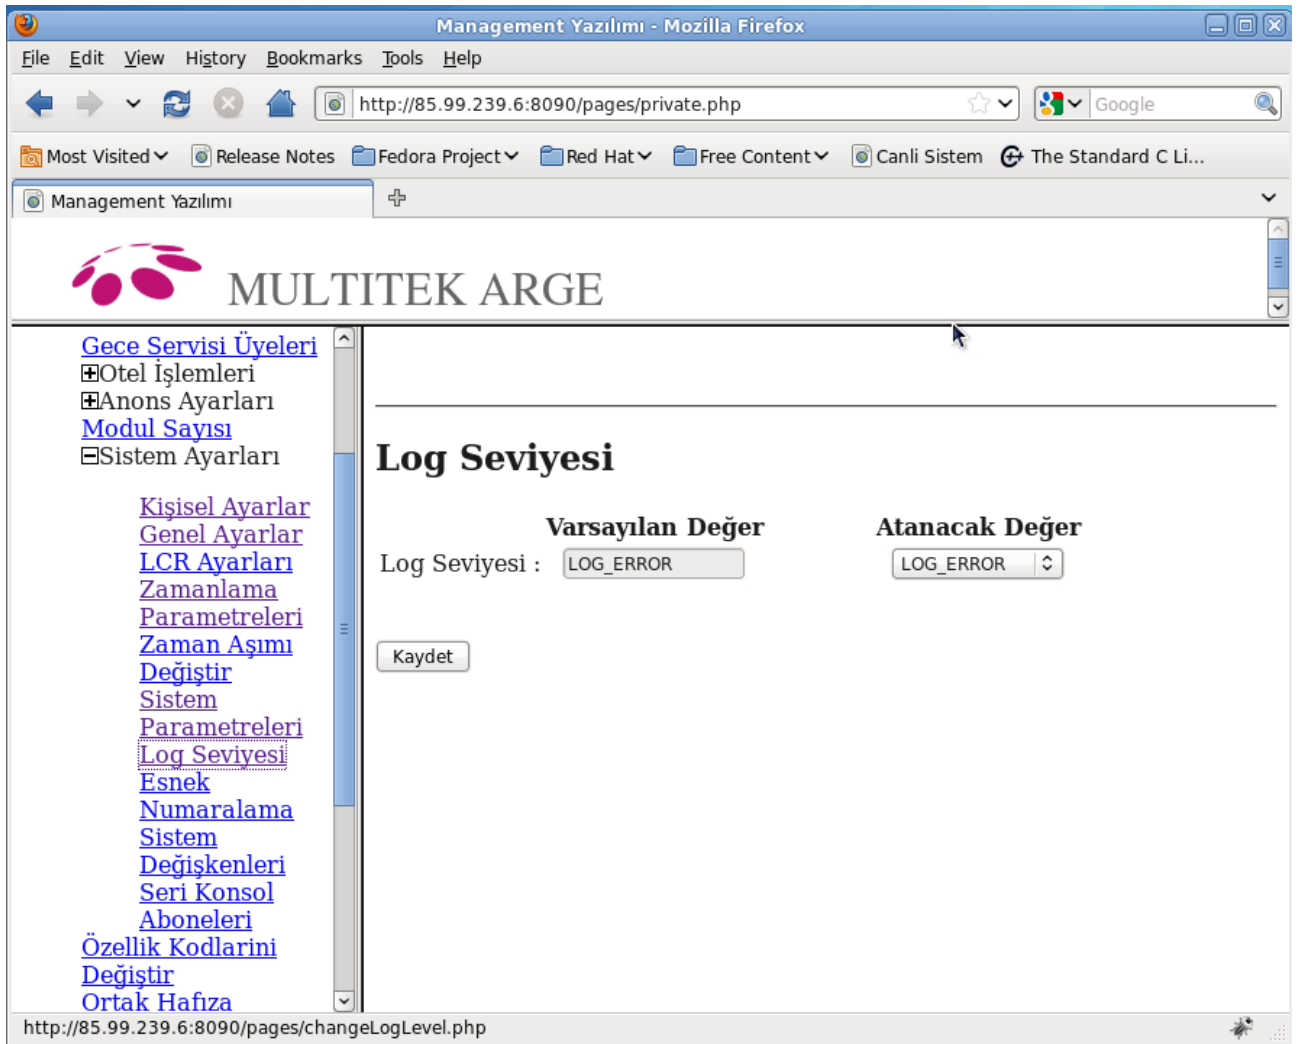 Management Yazılımı - Mozilla Firefox
File Edit View History Bookmarks Tools Help
http://85.99.239.6:8090/pages/private.php
Google
Most Visited Release Notes Fedora Project Red Hat Free Content Canli Sistem The Standard C Li...
Management Yazılımı
MULTITEK ARGE
Gece Servisi Üyeleri
Otel İşlemleri
Anons Ayarları
Modul Sayısı
Sistem Ayarları
Kişisel Ayarlar
Genel Ayarlar
LCR Ayarları
Zamanlama
Parametreleri
Zaman Aşımı
Değiştir
Sistem
Parametreleri
Log Seviyesi
Esnek
Numaralama
Sistem
Değişkenleri
Seri Konsol
Aboneleri
Özellik Kodlarini
Değiştir
Ortak Hafıza
Log Seviyesi
Varsayılan Değer Atanacak Değer
Log Seviyesi : LOG_ERROR LOG_ERROR
Kaydet
http://85.99.239.6:8090/pages/changeLogLevel.php